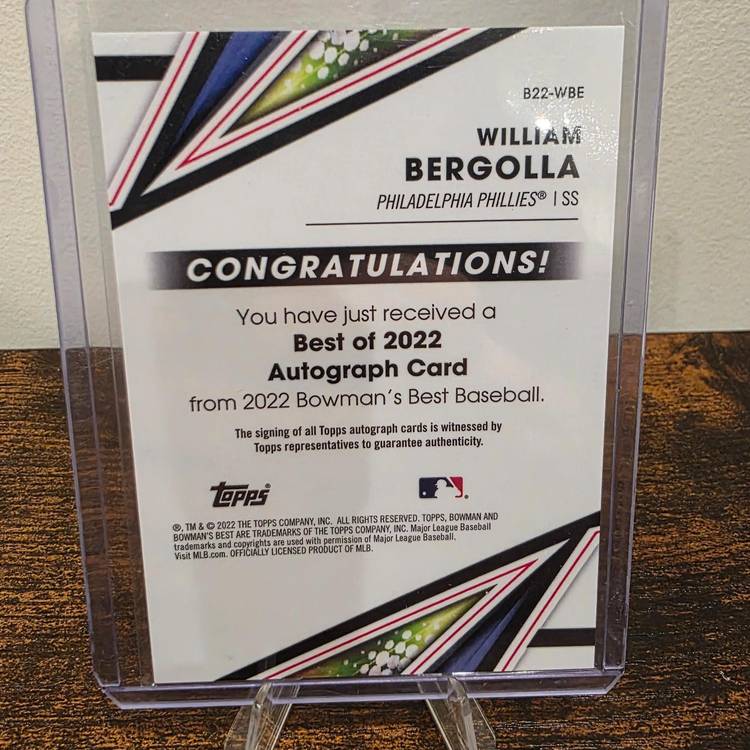 B22-WBE
WILLIAM
BERGOLLA
PHILADELPHIA PHILLIES® | SS
CONGRATULATIONS!
You have just received a
Best of 2022
Autograph Card
from 2022 Bowman's Best Baseball.
The signing of all Topps autograph cards is witnessed by
Topps representatives to guarantee authenticity.
Topps
®, TM & © 2022 THE TOPPS COMPANY, INC. ALL RIGHTS RESERVED. TOPPS, BOWMAN AND
BOWMAN'S BEST ARE TRADEMARKS OF THE TOPPS COMPANY, INC. Major League Baseball
trademarks and copyrights are used with permission of Major League Baseball.
Visit MLB.com. OFFICIALLY LICENSED PRODUCT OF MLB.